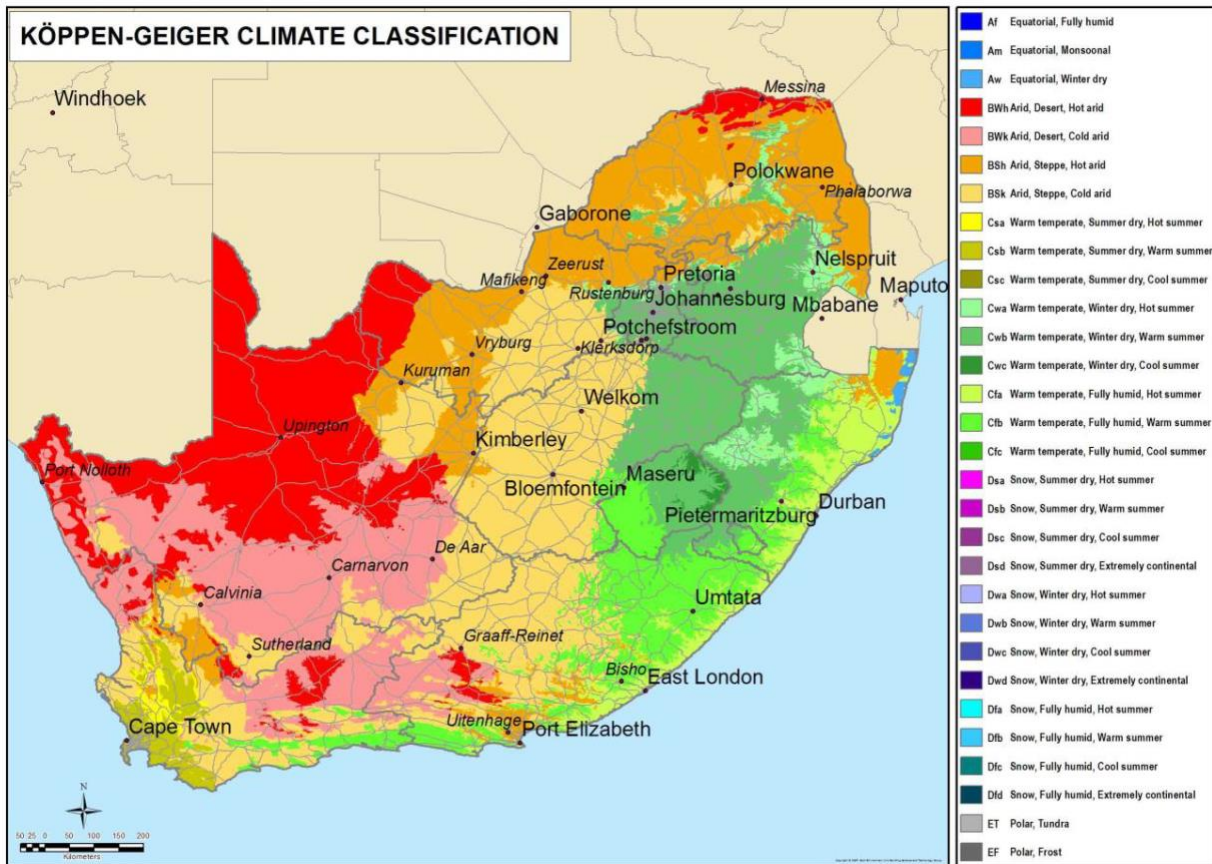 KÖPPEN-GEIGER CLIMATE CLASSIFICATION
Windhoek
Messina
Polokwane
Phalaborwa
Gaborone
Zeerust
Nelspruit
Mafikeng
Pretoria
Rustenburg
Johannesburg
Maputo
Mbabane
Potchefstroom
Vryburg
Klerksdorp
Kuruman
Welkom
Upington
Kimberley
Port Nolloth
Maseru
Bloemfontein
Durban
Pietermaritzburg
De Aar
Carnarvon
Calvinia
Umtata
Sutherland
Graaff-Reinet
Bisho
East London
Cape Town
Uitenhage
Port Elizabeth
N
50 25 0 50 100 150 200
Kilometers
Af Equatorial, Fully humid
Am Equatorial, Monsoonal
Aw Equatorial, Winter dry
BWh Arid, Desert, Hot arid
BWk Arid, Desert, Cold arid
BSh Arid, Steppe, Hot arid
BSk Arid, Steppe, Cold arid
Csa Warm temperate, Summer dry, Hot summer
Csb Warm temperate, Summer dry, Warm summer
Csc Warm temperate, Summer dry, Cool summer
Cwa Warm temperate, Winter dry, Hot summer
Cwb Warm temperate, Winter dry, Warm summer
Cwc Warm temperate, Winter dry, Cool summer
Cfa Warm temperate, Fully humid, Hot summer
Cfb Warm temperate, Fully humid, Warm summer
Cfc Warm temperate, Fully humid, Cool summer
Dsa Snow, Summer dry, Hot summer
Dsb Snow, Summer dry, Warm summer
Dsc Snow, Summer dry, Cool summer
Dsd Snow, Summer dry, Extremely continental
Dwa Snow, Winter dry, Hot summer
Dwb Snow, Winter dry, Warm summer
Dwc Snow, Winter dry, Cool summer
Dwd Snow, Winter dry, Extremely continental
Dfa Snow, Fully humid, Hot summer
Dfb Snow, Fully humid, Warm summer
Dfc Snow, Fully humid, Cool summer
Dfd Snow, Fully humid, Extremely continental
ET Polar, Tundra
EF Polar, Frost